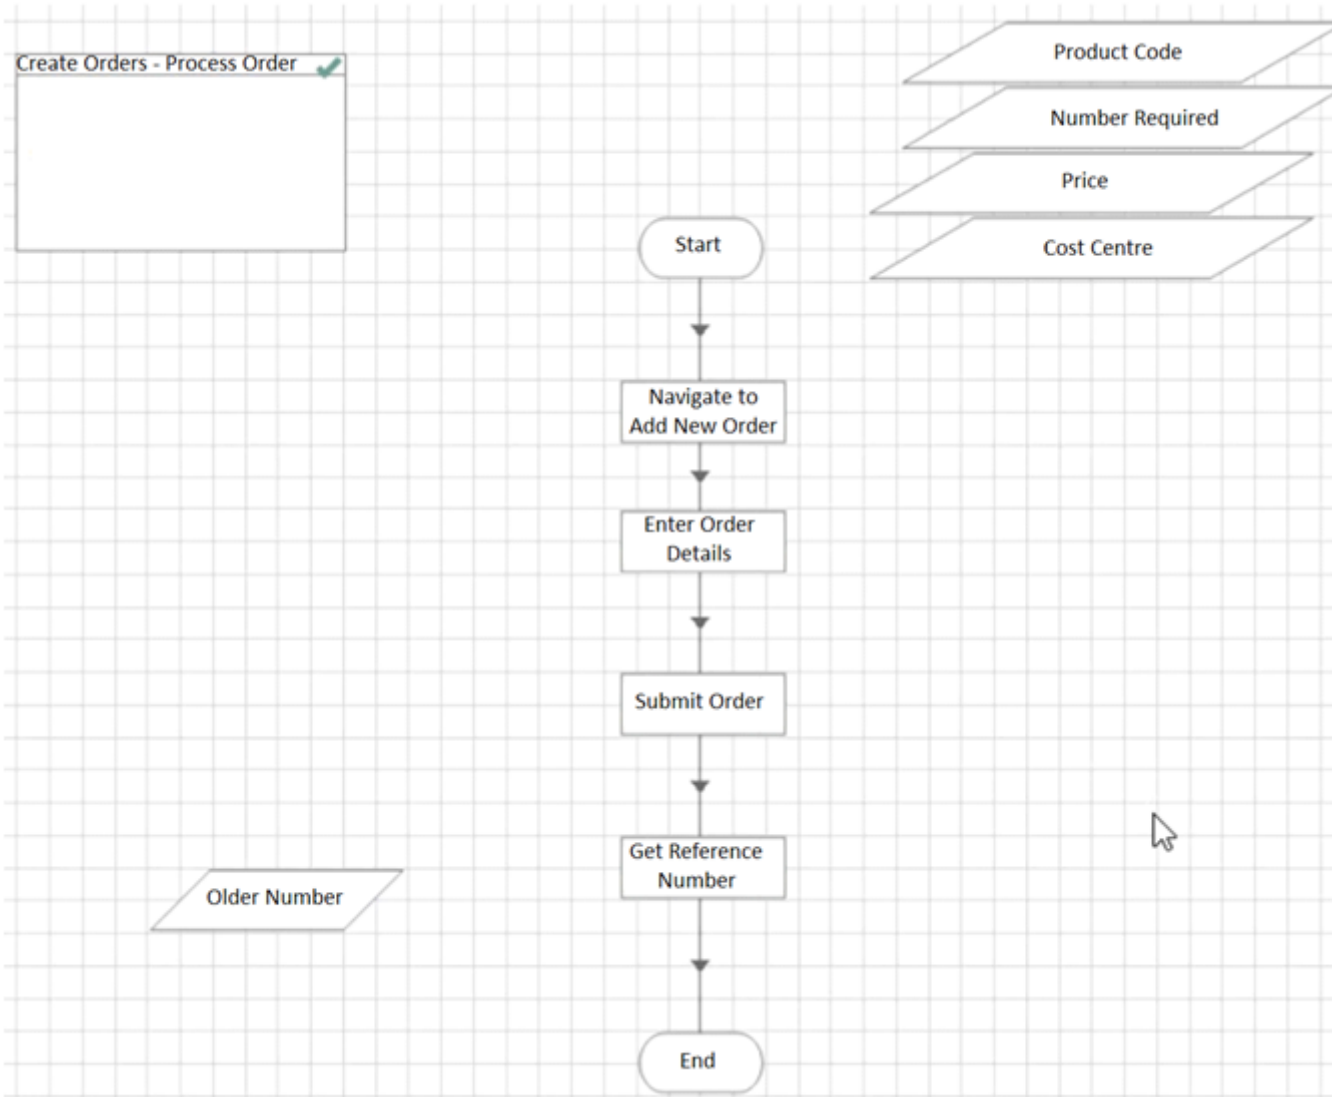 Create Orders - Process Order
Product Code
Number Required
Price
Cost Centre
Start
Navigate to
Add New Order
Enter Order
Details
Submit Order
Get Reference
Number
Older Number
End